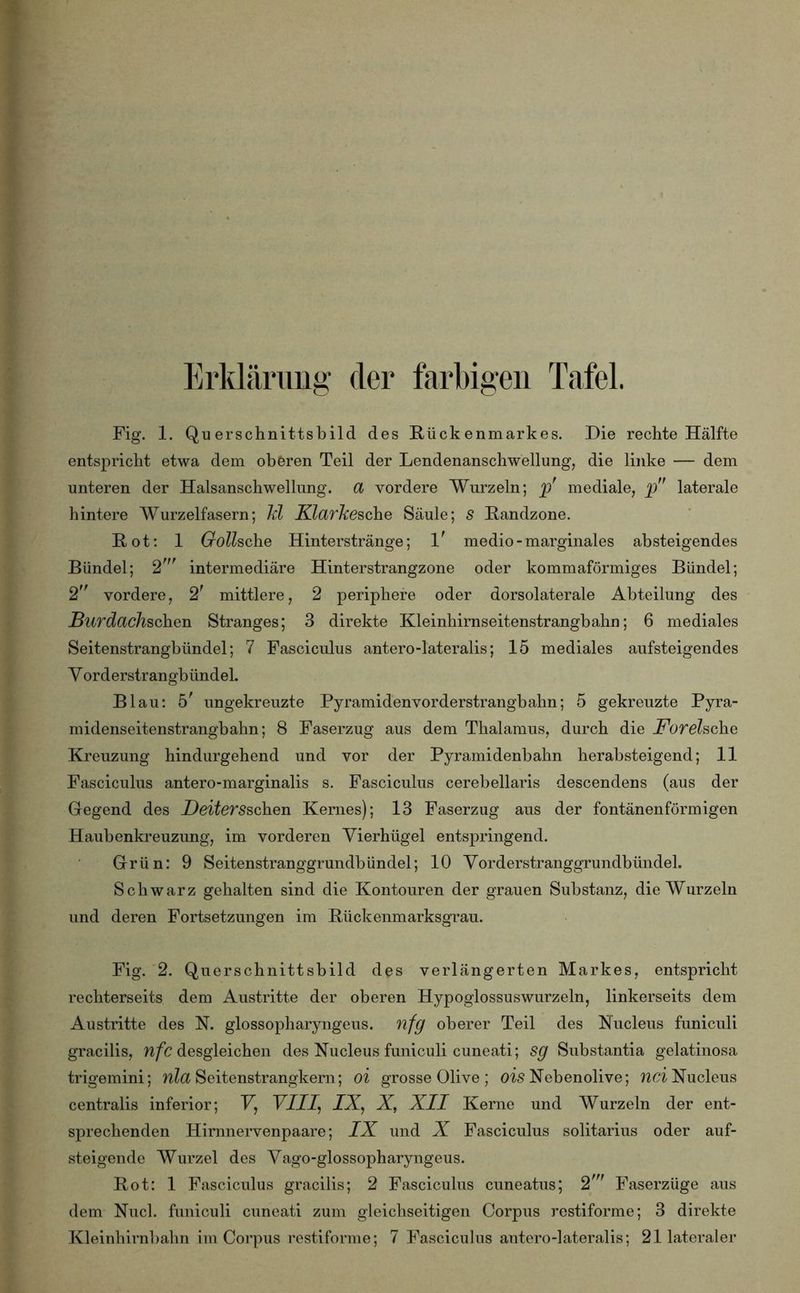 Erklärung der farbigen Tafel.
Fig. 1. Querschnittsbild des Rückenmarkes. Die rechte Hälfte
entspricht etwa dem oberen Teil der Lendenanschwellung, die linke — dem
unteren der Halsanschwellung. a vordere Wurzeln; p′ mediale, p″ laterale
hintere Wurzelfasern; kl Klarkesche Säule; s Randzone.
Rot: 1 Gollsche Hinterstränge; 1′ medio-marginales absteigendes
Bündel; 2‴ intermediäre Hinterstrangzone oder kommaförmiges Bündel;
2″ vordere, 2′ mittlere, 2 periphere oder dorsolaterale Abteilung des
Burdachschen Stranges; 3 direkte Kleinhirnseitenstrangbahn; 6 mediales
Seitenstrangbündel; 7 Fasciculus antero-lateralis; 15 mediales aufsteigendes
Vorderstrangbündel.
Blau: 5′ ungekreuzte Pyramidenvorderstrangbahn; 5 gekreuzte Pyra-
midenseitenstrangbahn; 8 Faserzug aus dem Thalamus, durch die Forelsche
Kreuzung hindurgehend und vor der Pyramidenbahn herabsteigend; 11
Fasciculus antero-marginalis s. Fasciculus cerebellaris descendens (aus der
Gegend des Deitersschen Kernes); 13 Faserzug aus der fontänenförmigen
Haubenkreuzung, im vorderen Vierhügel entspringend.
Grün: 9 Seitenstranggrundbündel; 10 Vorderstranggrundbündel.
Schwarz gehalten sind die Kontouren der grauen Substanz, die Wurzeln
und deren Fortsetzungen im Rückenmarksgrau.
Fig. 2. Querschnittsbild des verlängerten Markes, entspricht
rechterseits dem Austritte der oberen Hypoglossuswurzeln, linkerseits dem
Austritte des N. glossopharyngeus. nfg oberer Teil des Nucleus funiculi
gracilis, nfc desgleichen des Nucleus funiculi cuneati; sg Substantia gelatinosa
trigemini; nla Seitenstrangkern; oi grosse Olive; ois Nebenolive; nci Nucleus
centralis inferior; V, VIII, IX, X, XII Kerne und Wurzeln der ent-
sprechenden Hirnnervenpaare; IX und X Fasciculus solitarius oder auf-
steigende Wurzel des Vago-glossopharyngeus.
Rot: 1 Fasciculus gracilis; 2 Fasciculus cuneatus; 2‴ Faserzüge aus
dem Nucl. funiculi cuneati zum gleichseitigen Corpus restiforme; 3 direkte
Kleinhirnbahn im Corpus restiforme; 7 Fasciculus antero-lateralis; 21 lateraler